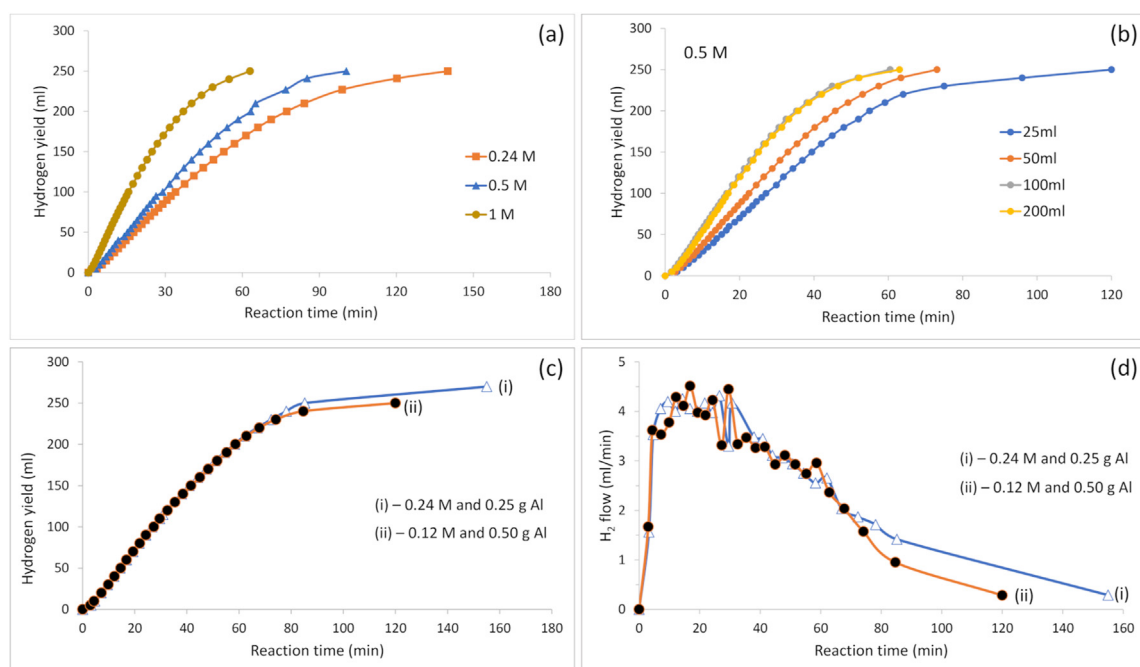 (a)
300
250
200
150
100
50
0
Hydrogen yield (ml)
0.24 M
0.5 M
1 M
0 30 60 90 120 150 180
Reaction time (min)
(b)
0.5 M
300
250
200
150
100
50
0
Hydrogen yield (ml)
25ml
50ml
100ml
200ml
0 20 40 60 80 100 120
Reaction time (min)
(c)
300
250
200
150
100
50
0
Hydrogen yield (ml)
(i)
(ii)
(i) – 0.24 M and 0.25 g Al
(ii) – 0.12 M and 0.50 g Al
0 20 40 60 80 100 120 140 160 180
Reaction time (min)
(d)
5
4
3
2
1
0
H₂ flow (ml/min)
(i) – 0.24 M and 0.25 g Al
(ii) – 0.12 M and 0.50 g Al
(ii)
(i)
0 20 40 60 80 100 120 140 160
Reaction time (min)